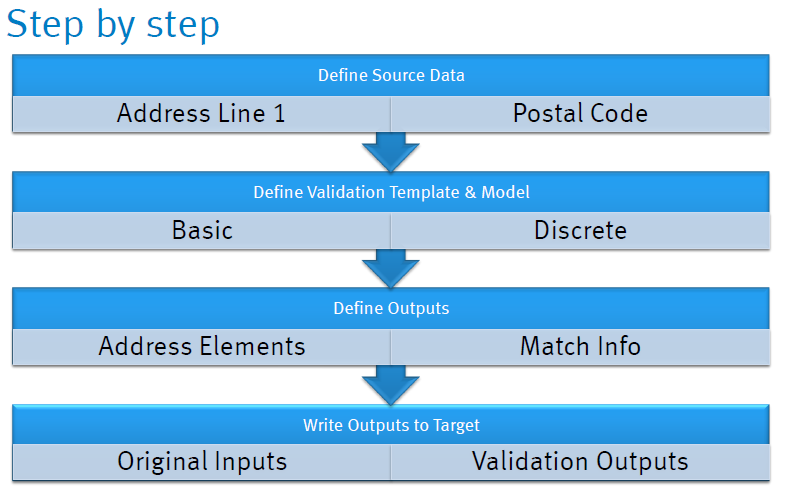 Step by step
Define Source Data
Address Line 1
Postal Code
Define Validation Template & Model
Basic
Discrete
Define Outputs
Address Elements
Match Info
Write Outputs to Target
Original Inputs
Validation Outputs